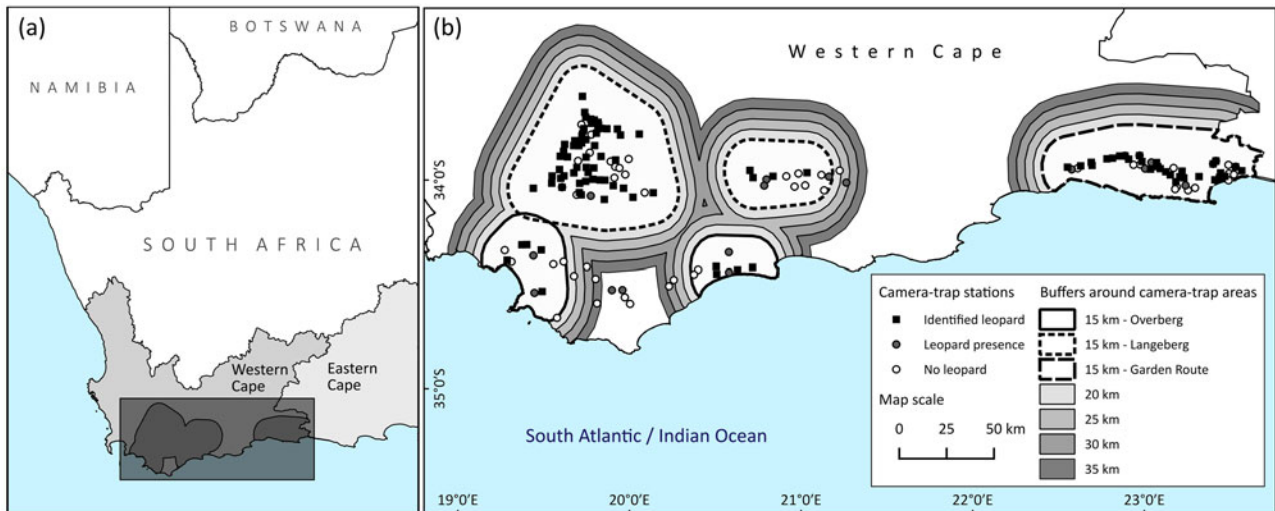 (a)
BOTSWANA
NAMIBIA
SOUTH AFRICA
Western
Cape
Eastern
Cape
(b)
Western Cape
34°0'S
35°0'S
South Atlantic / Indian Ocean
19°0'E
20°0'E
21°0'E
22°0'E
23°0'E
Camera-trap stations
Identified leopard
Leopard presence
No leopard
Map scale
0 25 50 km
Buffers around camera-trap areas
15 km - Overberg
15 km - Langeberg
15 km - Garden Route
20 km
25 km
30 km
35 km